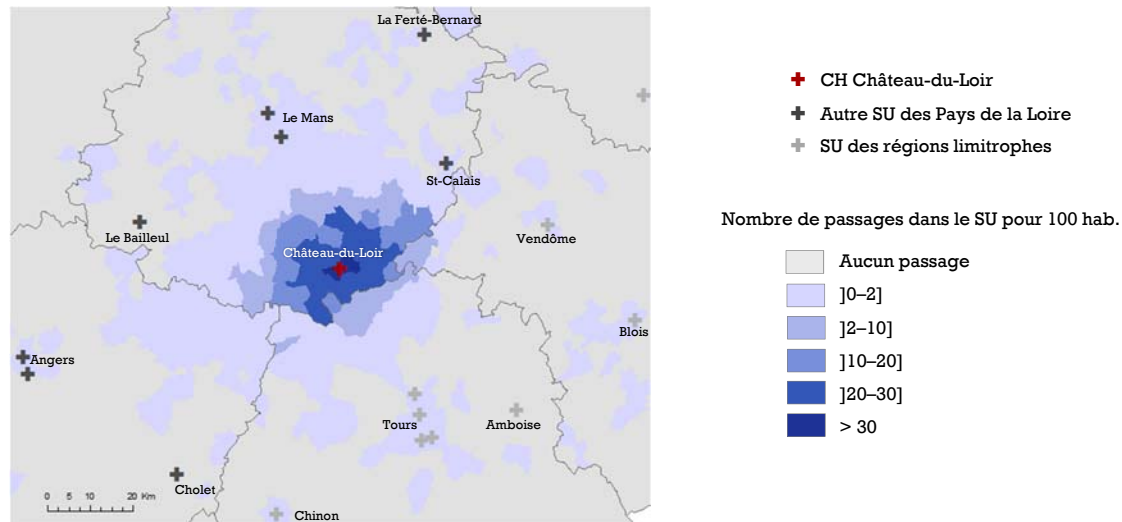 La Ferté-Bernard
Le Mans
St-Calais
Le Bailleul
Château-du-Loir
Vendôme
Blois
Angers
Tours
Amboise
Cholet
Chinon
0 5 10 20 Km
CH Château-du-Loir
Autre SU des Pays de la Loire
SU des régions limitrophes
Nombre de passages dans le SU pour 100 hab.
Aucun passage
]0–2]
]2–10]
]10–20]
]20–30]
> 30